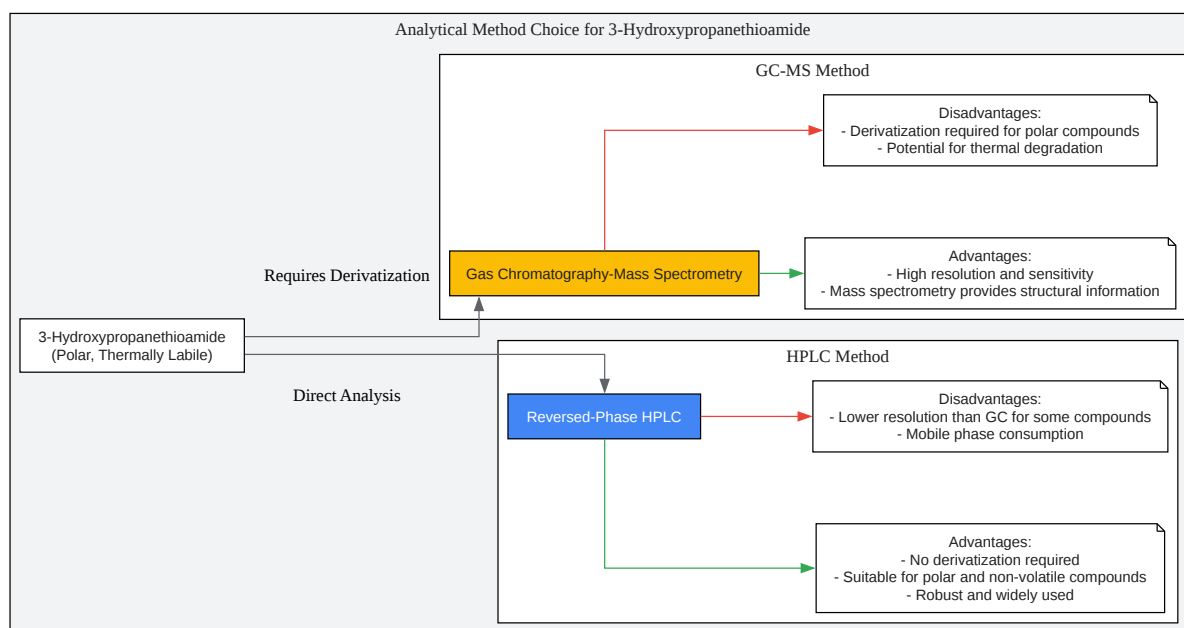 Analytical Method Choice for 3-Hydroxypropanethioamide
GC-MS Method
Disadvantages:
- Derivatization required for polar compounds
- Potential for thermal degradation
Requires Derivatization
Gas Chromatography-Mass Spectrometry
Advantages:
- High resolution and sensitivity
- Mass spectrometry provides structural information
3-Hydroxypropanethioamide
(Polar, Thermally Labile)
HPLC Method
Direct Analysis
Reversed-Phase HPLC
Disadvantages:
- Lower resolution than GC for some compounds
- Mobile phase consumption
Advantages:
- No derivatization required
- Suitable for polar and non-volatile compounds
- Robust and widely used